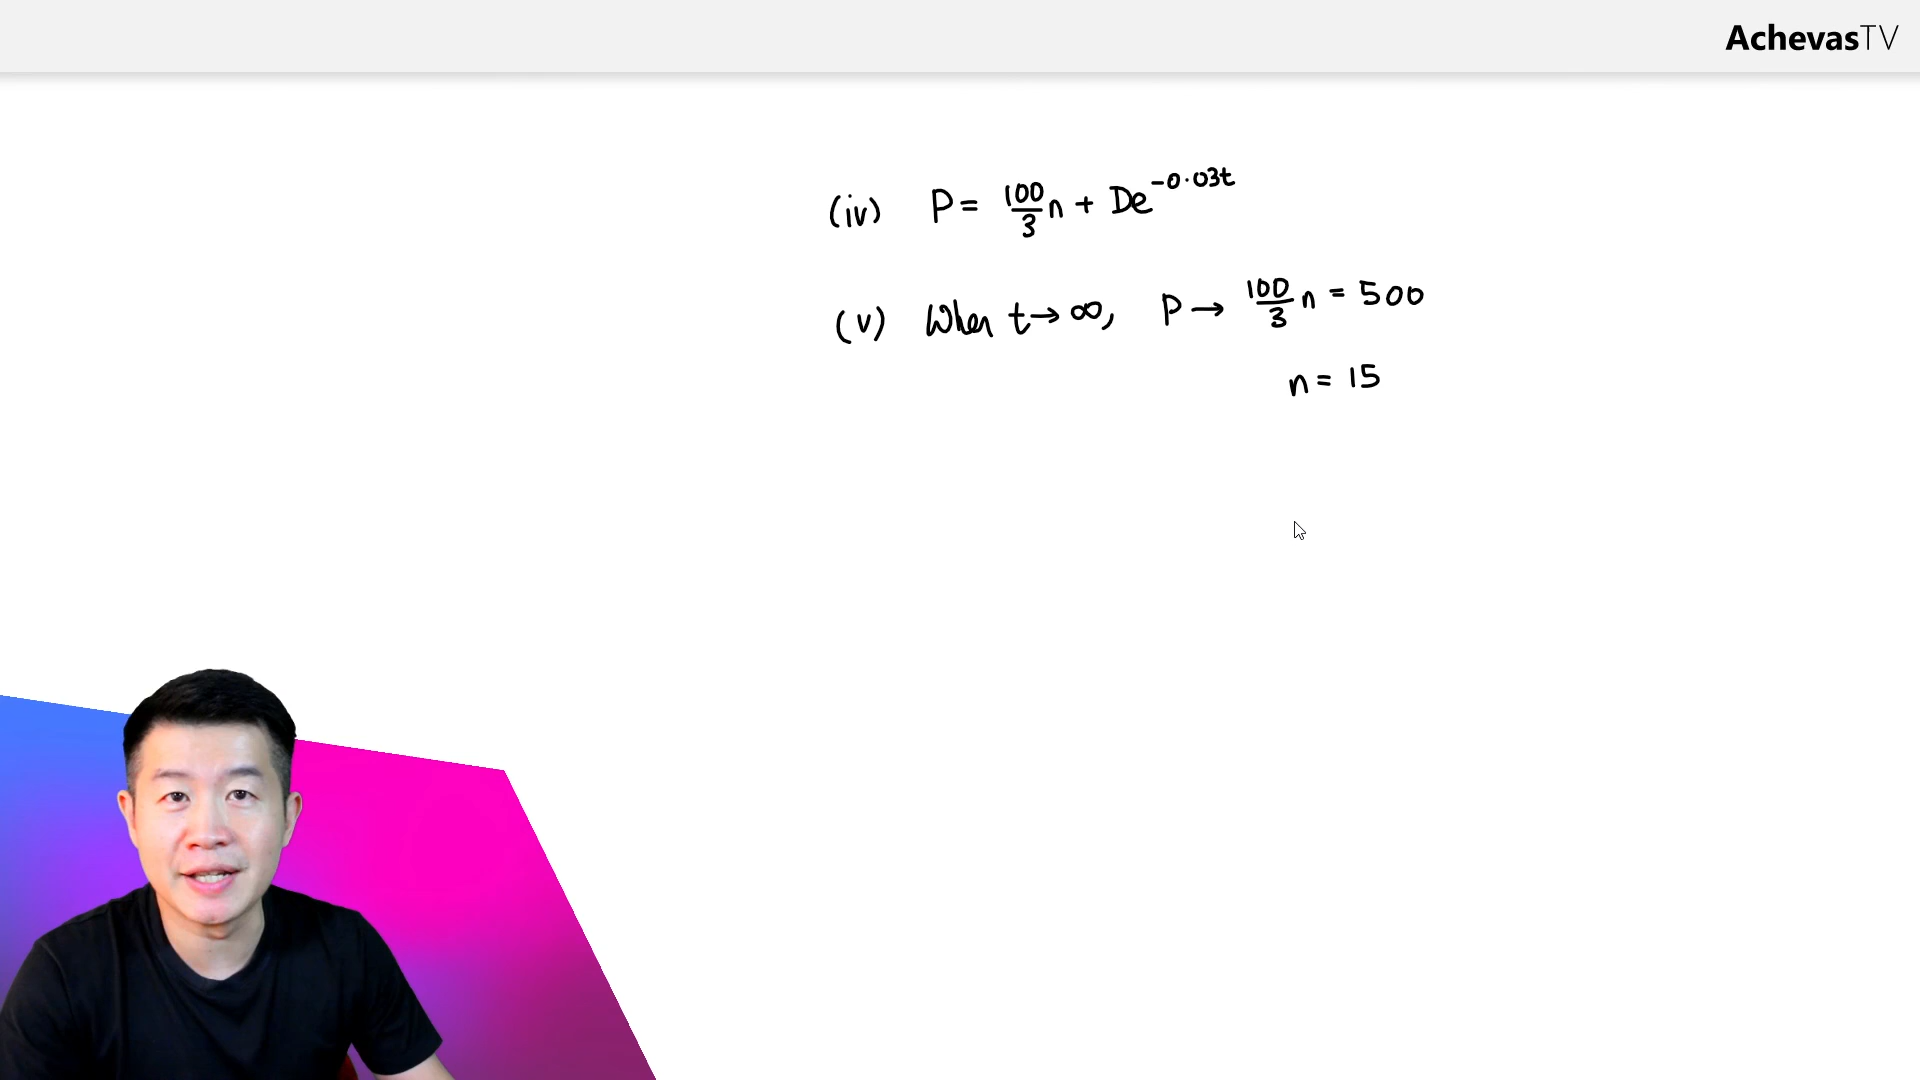 AchevasTV
(iv) P = 100/3 n + De^-0.03t
(v) When t→∞, P→ 100/3 n = 500
n = 15